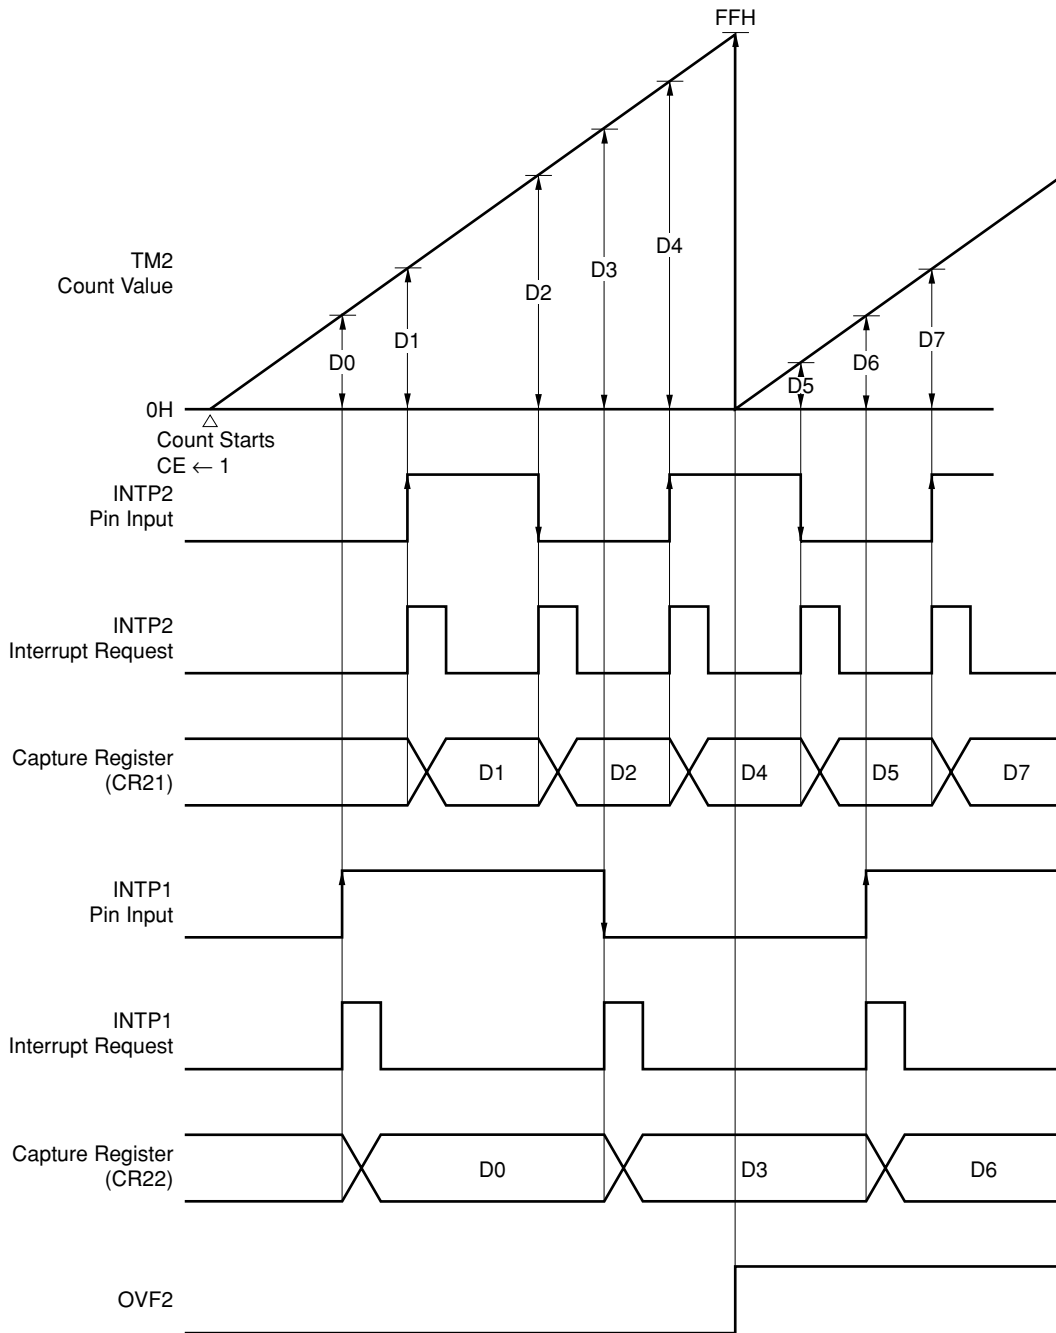 FFH
TM2
Count Value
D0
D1
D2
D3
D4
D5
D6
D7
0H
Count Starts
CE ← 1
INTP2
Pin Input
INTP2
Interrupt Request
Capture Register
(CR21)
D1
D2
D4
D5
D7
INTP1
Pin Input
INTP1
Interrupt Request
Capture Register
(CR22)
D0
D3
D6
OVF2